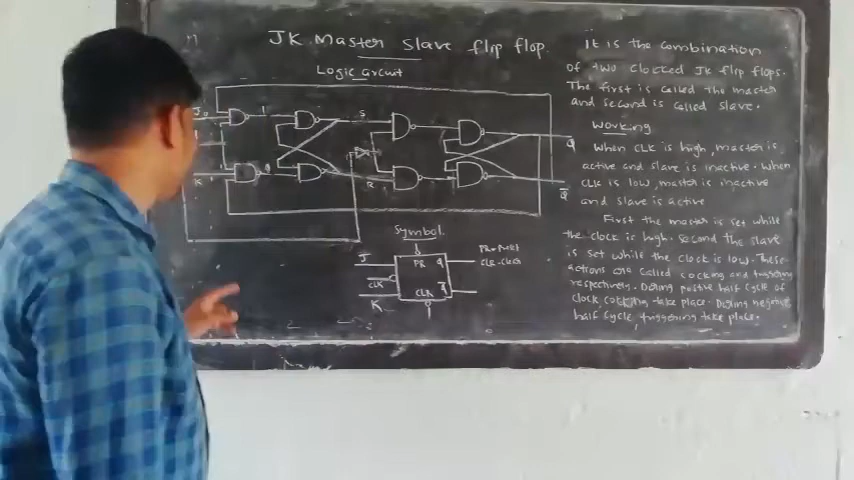 JK Master Slave flip flop.
Logic circuit
J
K
S
R
Q
Q̅
Symbol.
J
CLK
K
PR
CLR
Q
Q̅
PR-PREI
CLR-CLRG
It is the combination
of two clocked JK flip flops.
The first is called the master
and second is called slave.
Working
When CLK is high, master is
active and slave is inactive. When
CLK is low, master is inactive
and slave is active
First the master is set while
the clock is high. Second the slave
is set while the clock is low. These
actions are called cocking and triggering
respectively. During positive half cycle of
clock cocking take place. During negative
half cycle, triggering take place.